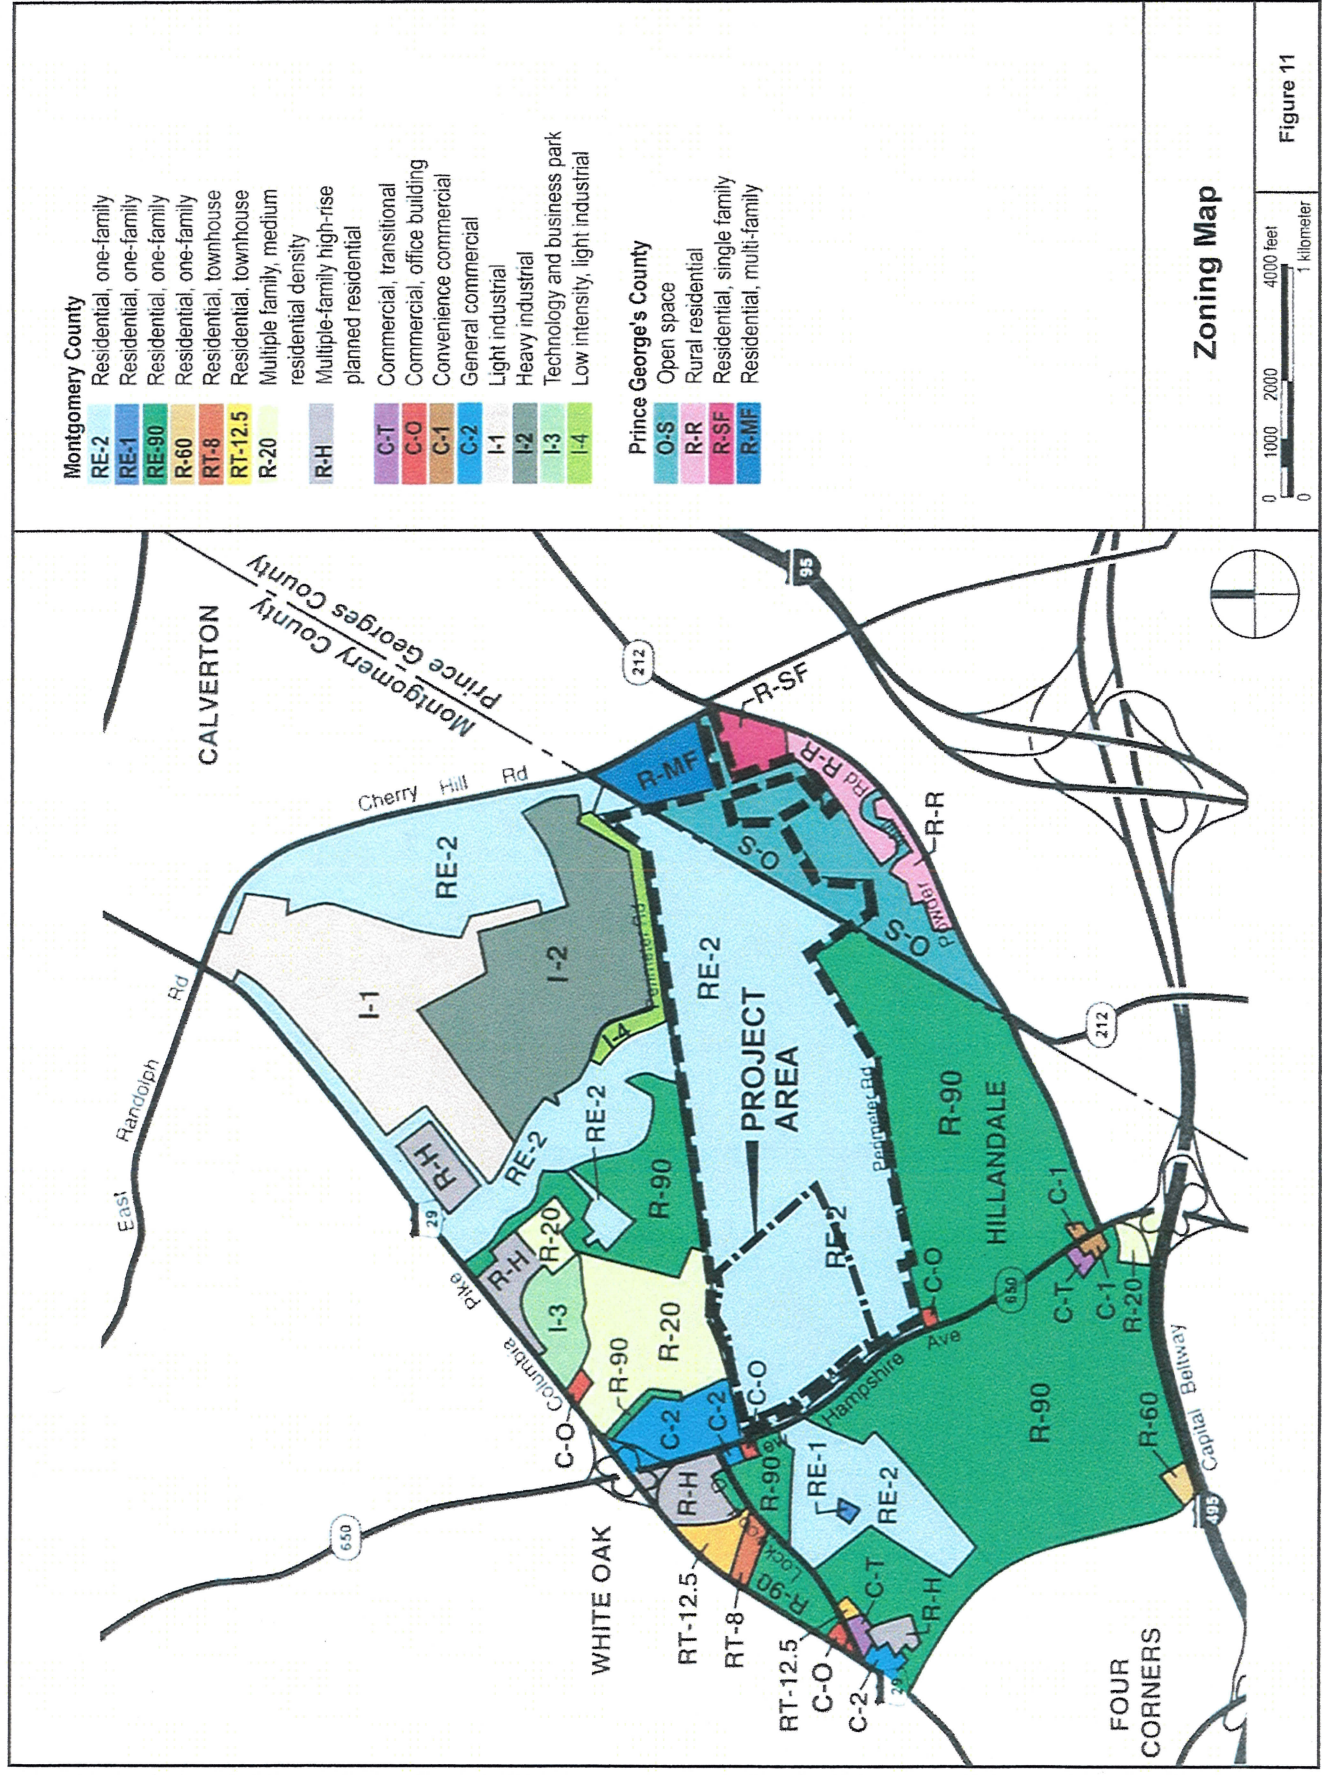 Montgomery County
RE-2 Residential, one-family
RE-1 Residential, one-family
RE-90 Residential, one-family
R-60 Residential, one-family
RT-8 Residential, townhouse
RT-12.5 Residential, townhouse
R-20 Multiple family, medium
residential density
R-H Multiple-family high-rise
planned residential
C-T Commercial, transitional
C-O Commercial, office building
C-1 Convenience commercial
C-2 General commercial
I-1 Light industrial
I-2 Heavy industrial
I-3 Technology and business park
I-4 Low intensity, light industrial
Prince George's County
O-S Open space
R-R Rural residential
R-SF Residential, single family
R-MF Residential, multi-family
Zoning Map
0 1000 2000 4000 feet
0 1 kilometer
Figure 11
CALVERTON
Montgomery County
Prince Georges County
East Randolph Rd
Cherry Hill Rd
212
95
RE-2
I-1
I-2
R-H
29
Columbia Pike
RE-2
RE-2
I-4
Perimeter Rd
R-MF
R-SF
R-R
R-R
Powder
Rd
O-S
O-S
RE-2
PROJECT
AREA
RE-2
Perimeter Rd
R-90
HILLANDALE
212
R-90
R-20
R-H
I-3
R-20
R-90
C-O
C-2
C-2
C-O
C-O
650
Hampshire Ave
C-1
C-T
C-1
R-20
650
WHITE OAK
R-H
R-90
RE-1
RE-2
R-90
R-60
Capital Beltway
495
RT-12.5
RT-8
R-90
RT-12.5
C-O
C-2
C-T
R-H
29
FOUR
CORNERS